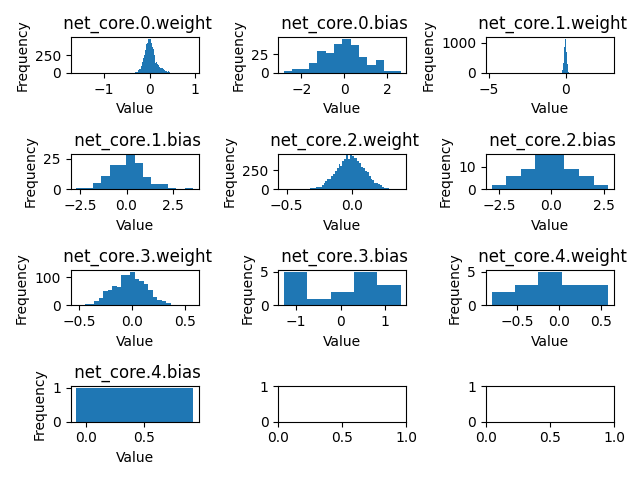 net_core.0.weight
Frequency
250
0
−1
0
1
Value
net_core.0.bias
Frequency
25
0
−2
0
2
Value
net_core.1.weight
Frequency
1000
0
−5
0
Value
net_core.1.bias
Frequency
25
0
−2.5
0.0
2.5
Value
net_core.2.weight
Frequency
250
0
−0.5
0.0
Value
net_core.2.bias
Frequency
10
0
−2.5
0.0
2.5
Value
net_core.3.weight
Frequency
100
0
−0.5
0.0
0.5
Value
net_core.3.bias
Frequency
5
0
−1
0
1
Value
net_core.4.weight
Frequency
5
0
−0.5
0.0
0.5
Value
net_core.4.bias
Frequency
1
0
0.0
0.5
Value
1
0
0.0
0.5
1.0
1
0
0.0
0.5
1.0